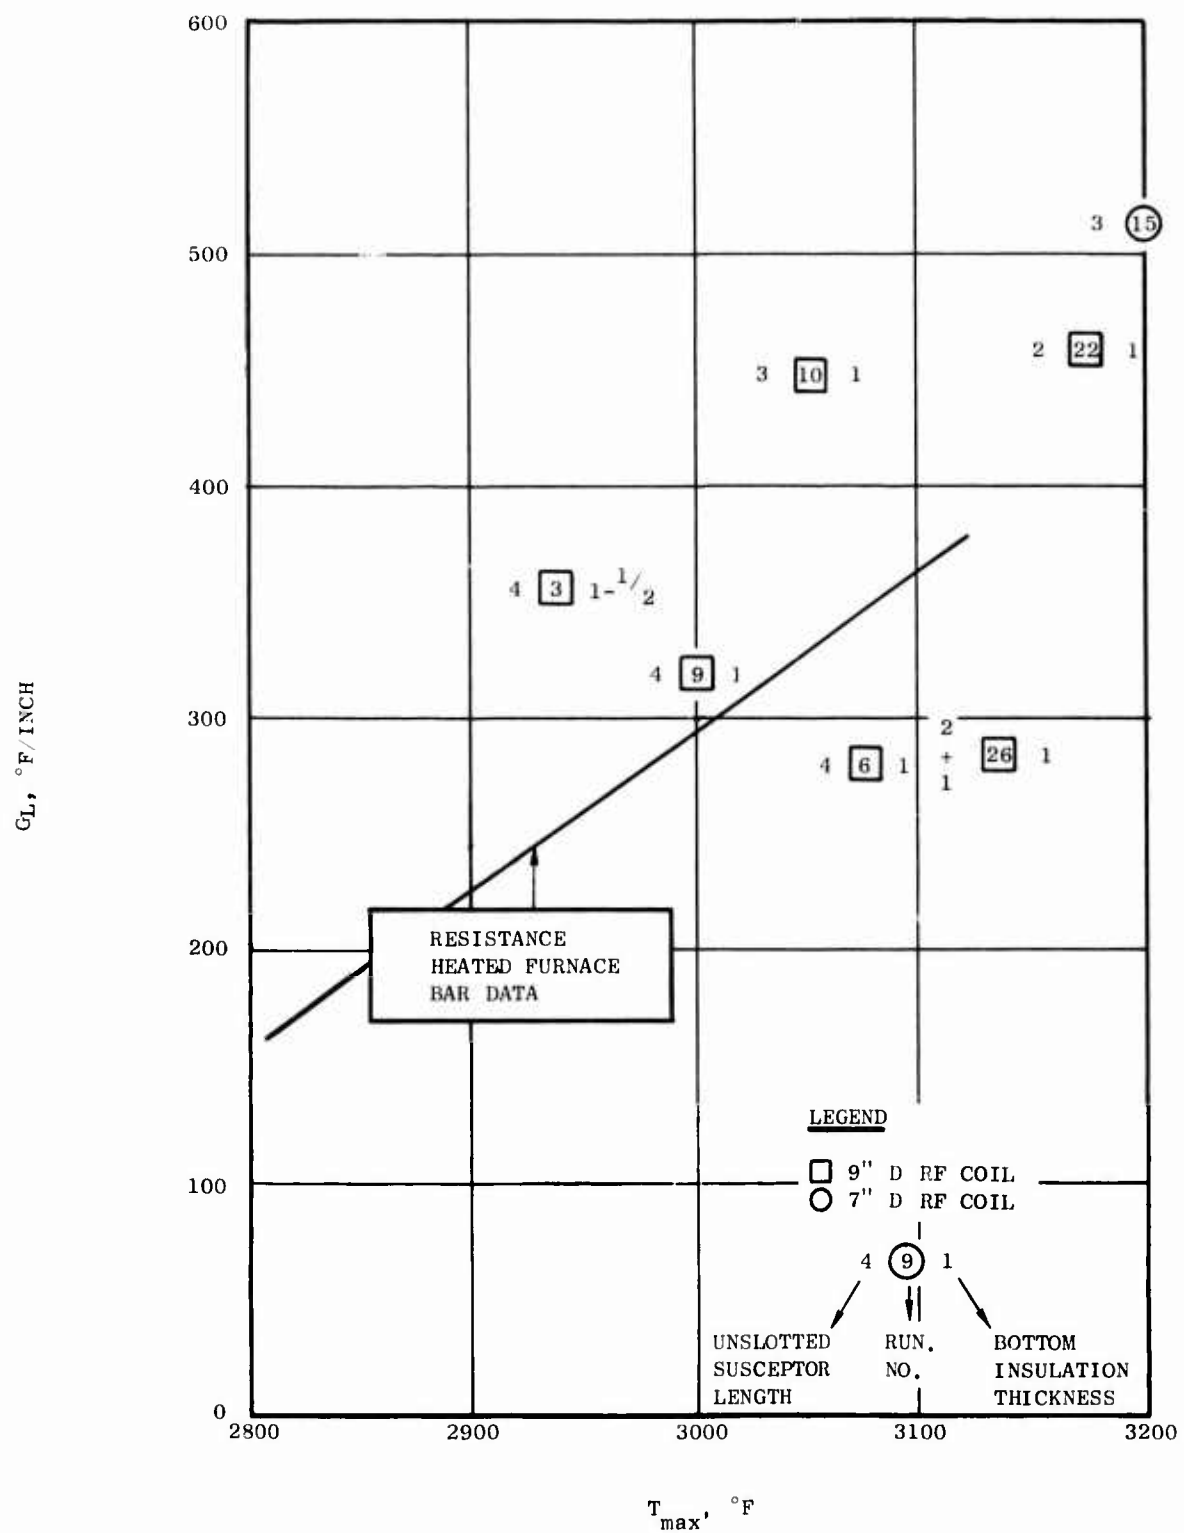 600
3 15
500
2 22 1
3 10 1
400
4 3 1-1/2
4 9 1
300
2
+
1
26 1
4 6 1
GL, °F/INCH
RESISTANCE
HEATED FURNACE
BAR DATA
200
LEGEND
9" D RF COIL
7" D RF COIL
100
4 9 1
UNSLOTTED
SUSCEPTOR
LENGTH
RUN.
NO.
BOTTOM
INSULATION
THICKNESS
0
2800 2900 3000 3100 3200
Tmax, °F